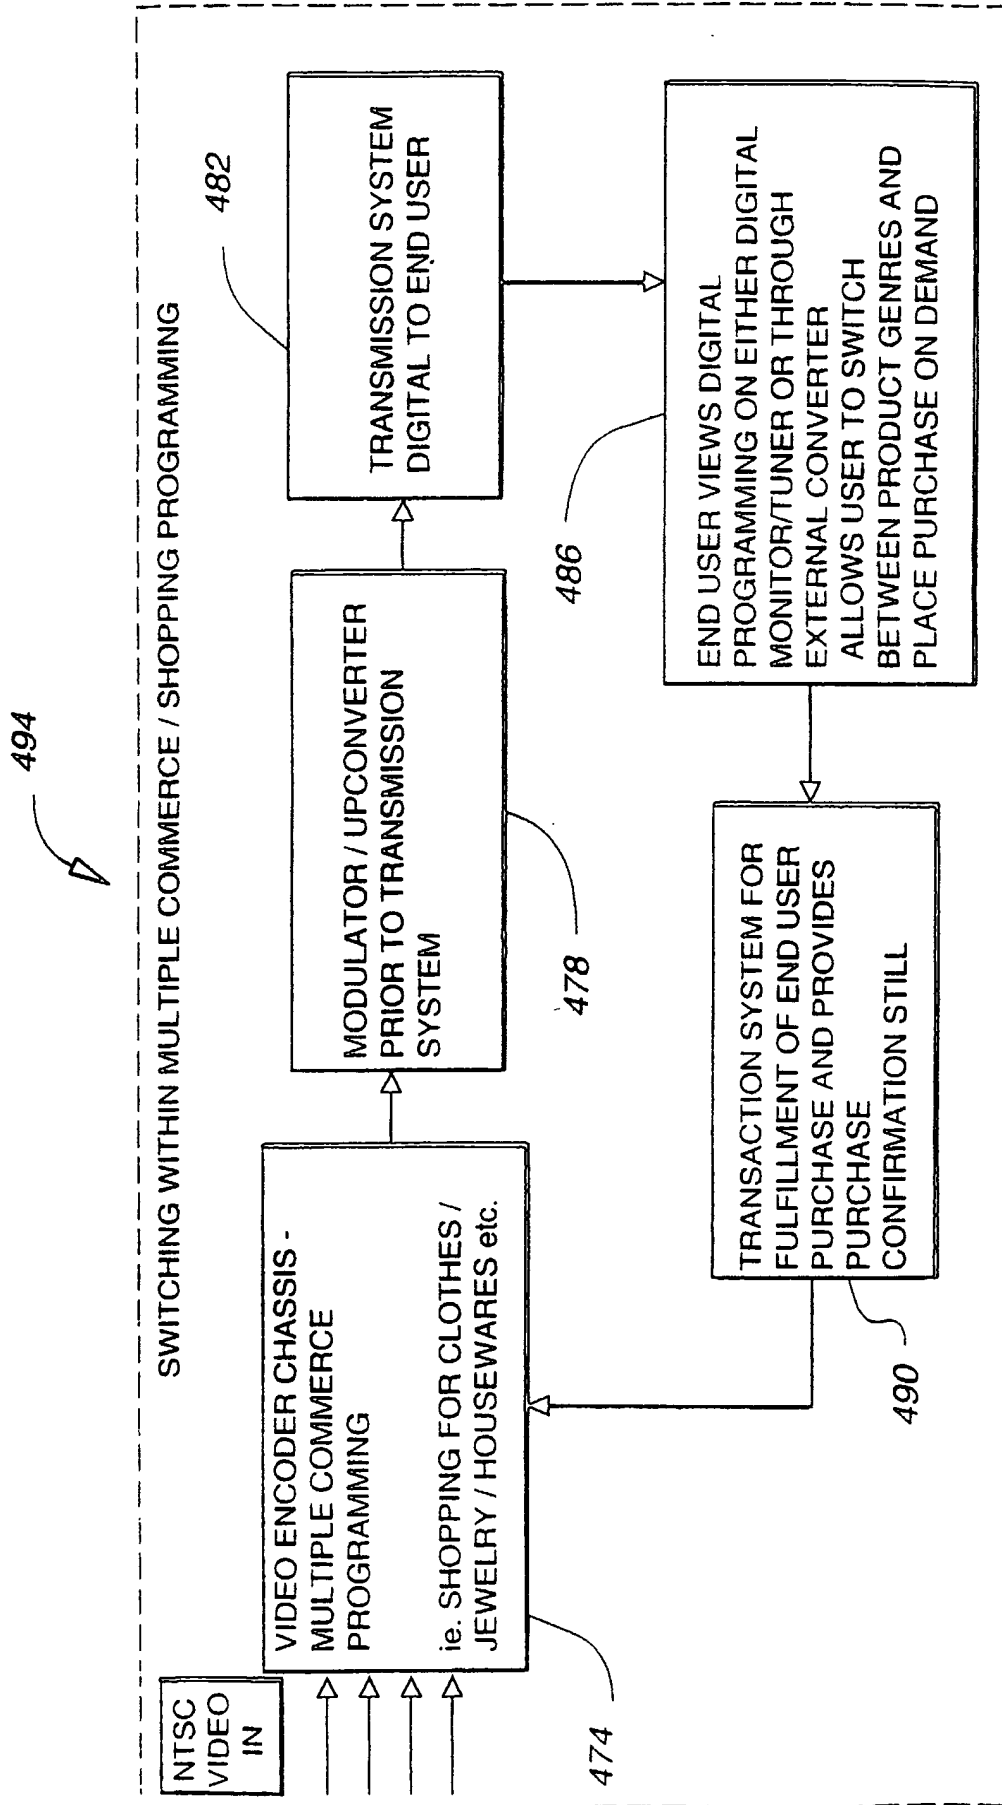 494
SWITCHING WITHIN MULTIPLE COMMERCE / SHOPPING PROGRAMMING
NTSC
VIDEO
IN
VIDEO ENCODER CHASSIS -
MULTIPLE COMMERCE
PROGRAMMING
ie. SHOPPING FOR CLOTHES /
JEWELRY / HOUSEWARES etc.
474
MODULATOR / UPCONVERTER
PRIOR TO TRANSMISSION
SYSTEM
478
TRANSMISSION SYSTEM
DIGITAL TO END USER
482
END USER VIEWS DIGITAL
PROGRAMMING ON EITHER DIGITAL
MONITOR/TUNER OR THROUGH
EXTERNAL CONVERTER
ALLOWS USER TO SWITCH
BETWEEN PRODUCT GENRES AND
PLACE PURCHASE ON DEMAND
486
TRANSACTION SYSTEM FOR
FULFILLMENT OF END USER
PURCHASE AND PROVIDES
PURCHASE
CONFIRMATION STILL
490